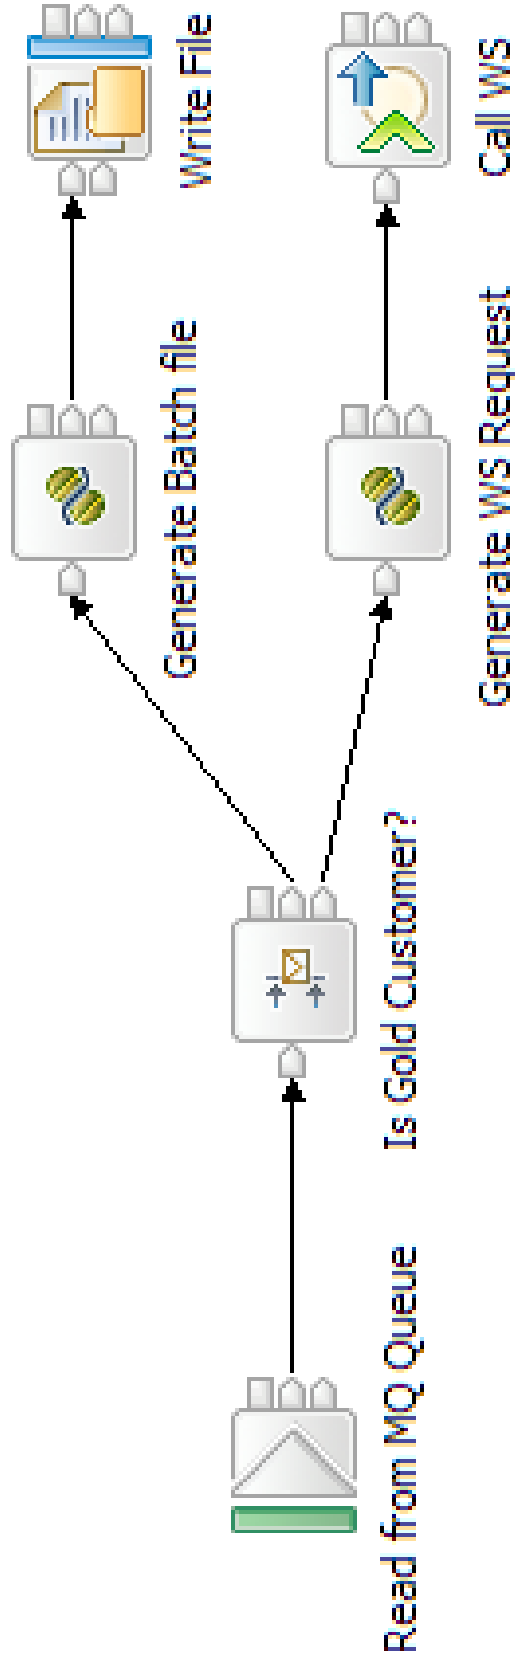 Read from MQ Queue
Is Gold Customer?
Generate Batch file
Write File
Generate WS Request
Call WS